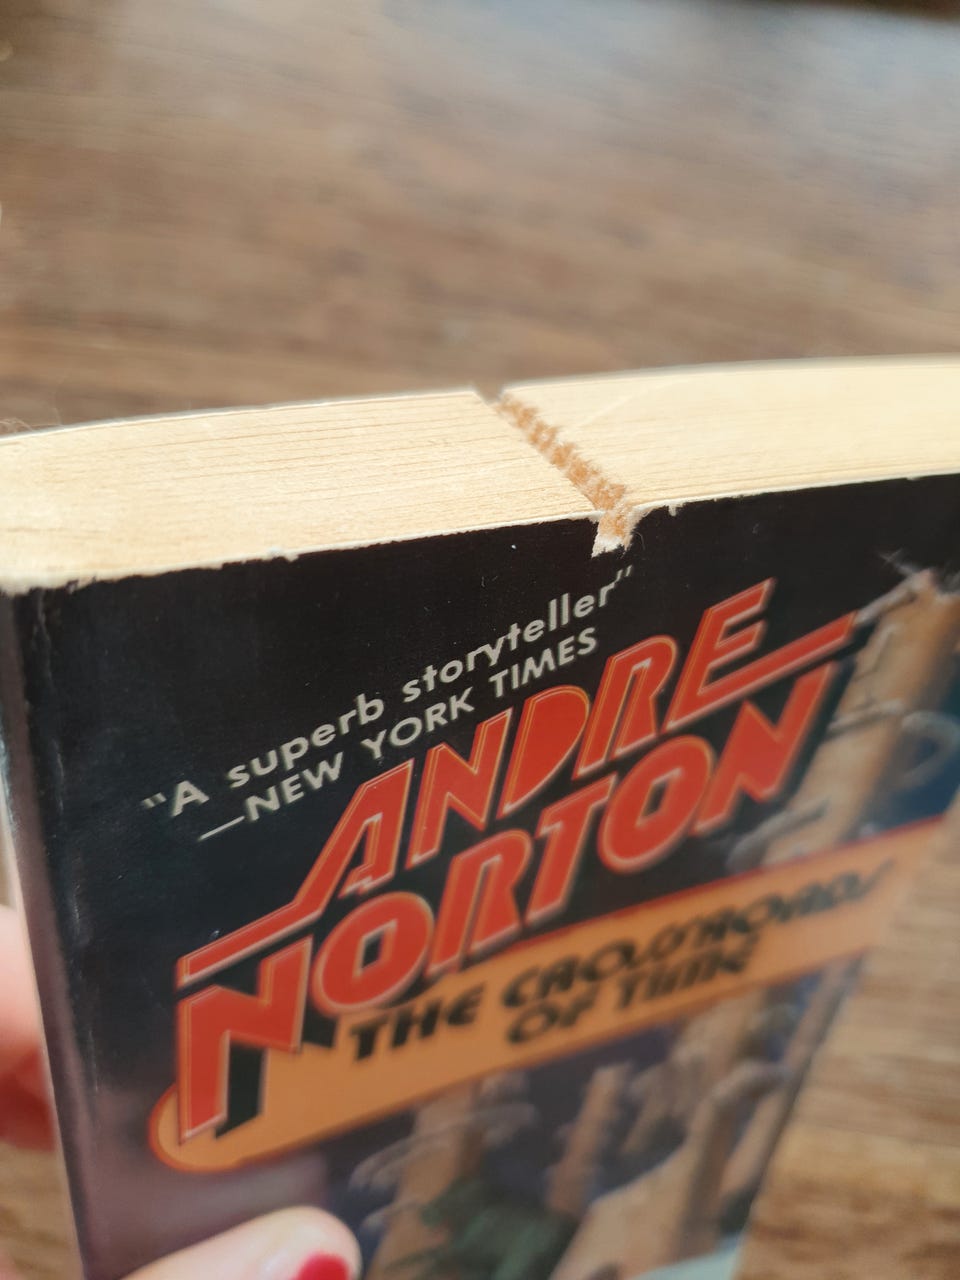 "A superb storyteller"
—NEW YORK TIMES
ANDRE
NORTON
THE CROSSROADS
OF TIME